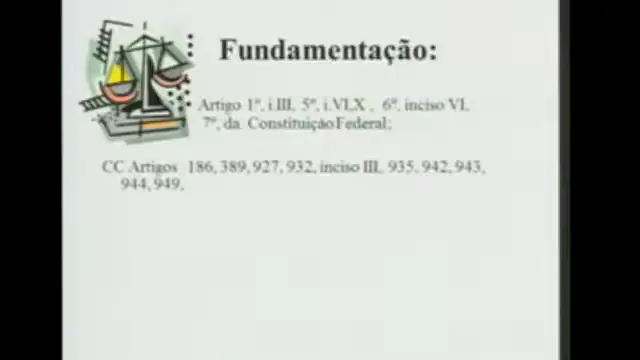 Fundamentação:
Artigo 1º, i.III, 5º, i.VI,X , 6º, inciso VI,
7º, da Constituição Federal;
CC Artigos 186, 389, 927, 932, inciso III, 935, 942, 943,
944, 949,